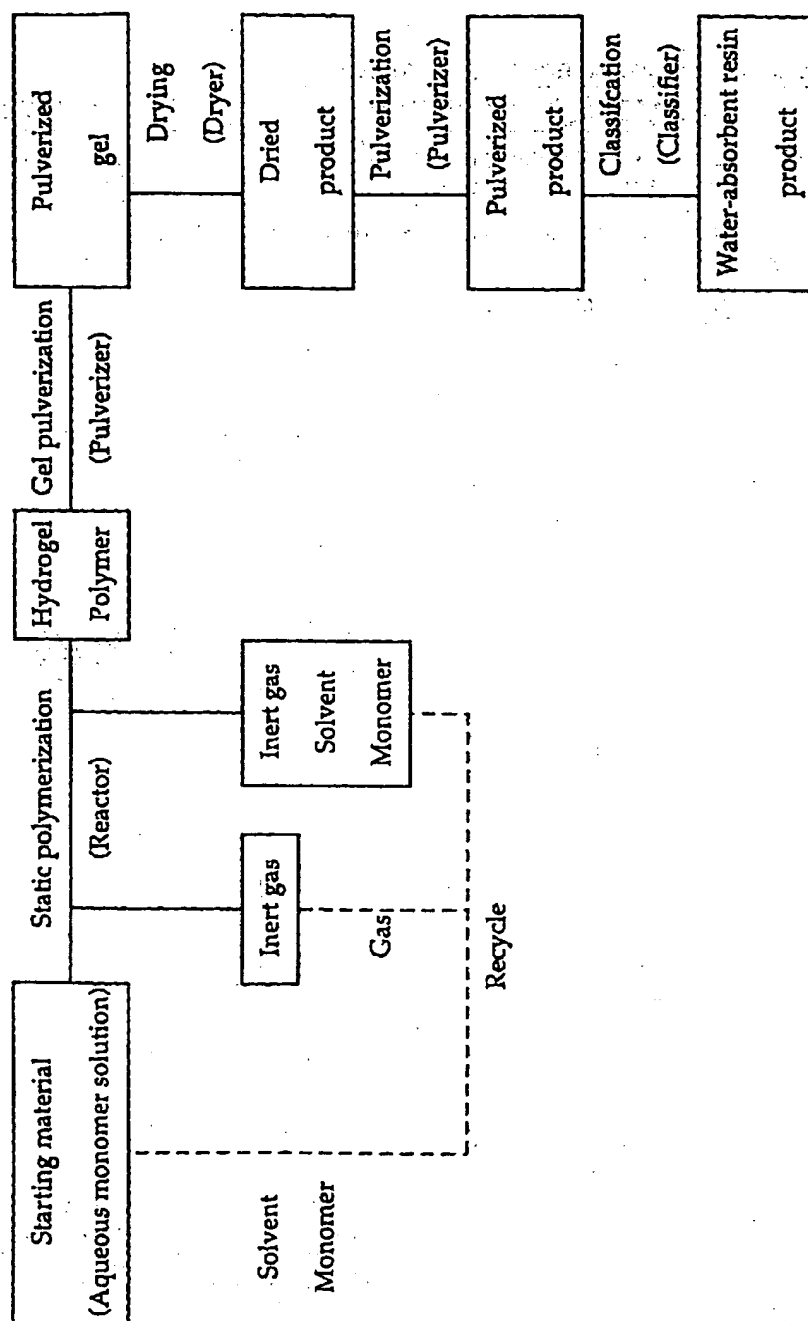 Starting material
(Aqueous monomer solution)
Static polymerization
(Reactor)
Hydrogel
Polymer
Gel pulverization
(Pulverizer)
Pulverized
gel
Drying
(Dryer)
Dried
product
Pulverization
(Pulverizer)
Pulverized
product
Classifcation
(Classifier)
Water-absorbent resin
product
Inert gas
Gas
Inert gas
Solvent
Monomer
Recycle
Solvent
Monomer